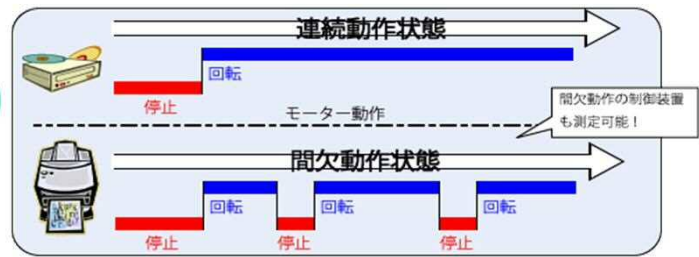 連続動作状態
回転
停止
モーター動作
間欠動作の制御装置
も測定可能！
間欠動作状態
回転
回転
回転
停止
停止
停止